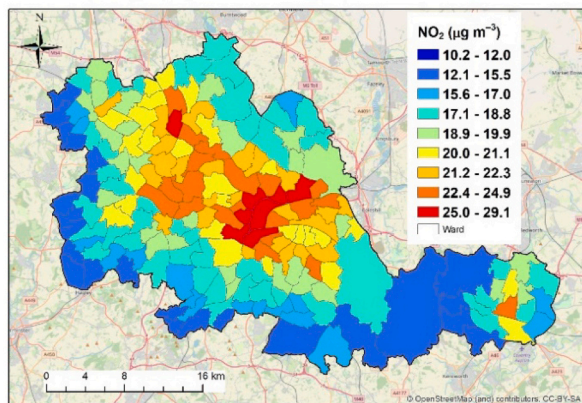 N
NO₂ (µg m⁻³)
10.2 - 12.0
12.1 - 15.5
15.6 - 17.0
17.1 - 18.8
18.9 - 19.9
20.0 - 21.1
21.2 - 22.3
22.4 - 24.9
25.0 - 29.1
Ward
0 4 8 16 km
© OpenStreetMap (and) contributors, CC-BY-SA